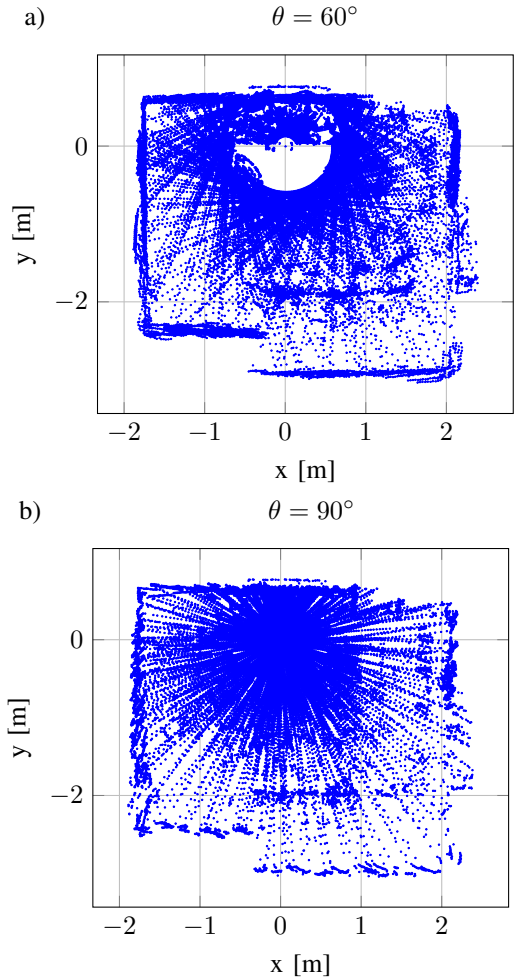 a)
θ = 60°
0
−2
y [m]
−2 −1 0 1 2
x [m]
b)
θ = 90°
0
−2
y [m]
−2 −1 0 1 2
x [m]